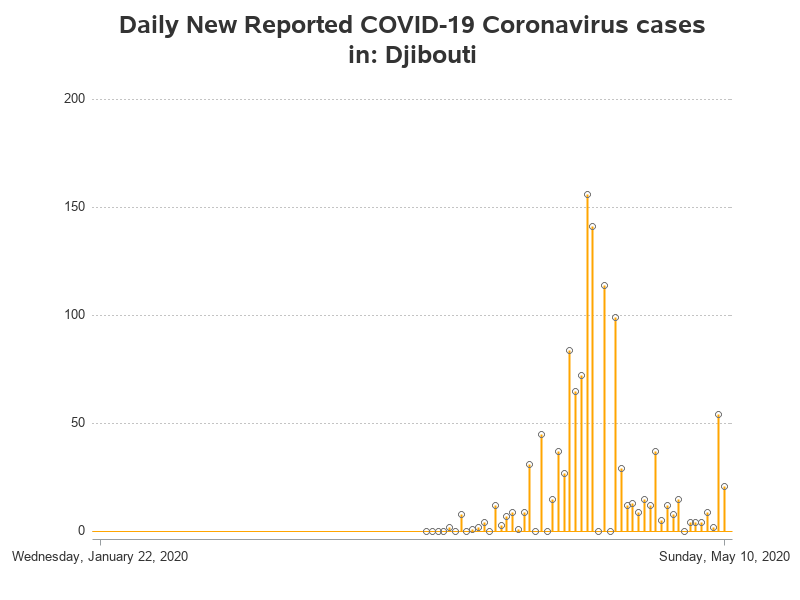 Daily New Reported COVID-19 Coronavirus cases
in: Djibouti
200
150
100
50
0
Wednesday, January 22, 2020
Sunday, May 10, 2020